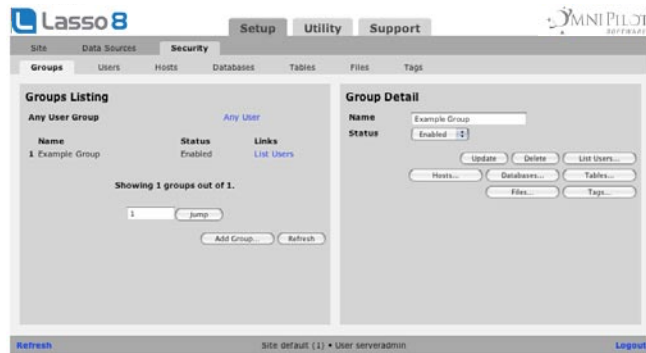 Lasso 8
Setup Utility Support
OMNIPILOT
SOFTWARE
Site Data Sources Security
Groups Users Hosts Databases Tables Files Tags
Groups Listing
Any User Group Any User
Name Status Links
1 Example Group Enabled List Users
Showing 1 groups out of 1.
1 Jump
Add Group... Refresh
Group Detail
Name Example Group
Status Enabled
Update Delete List Users...
Hosts... Databases... Tables...
Files... Tags...
Refresh Site default (1) • User serveradmin Logout